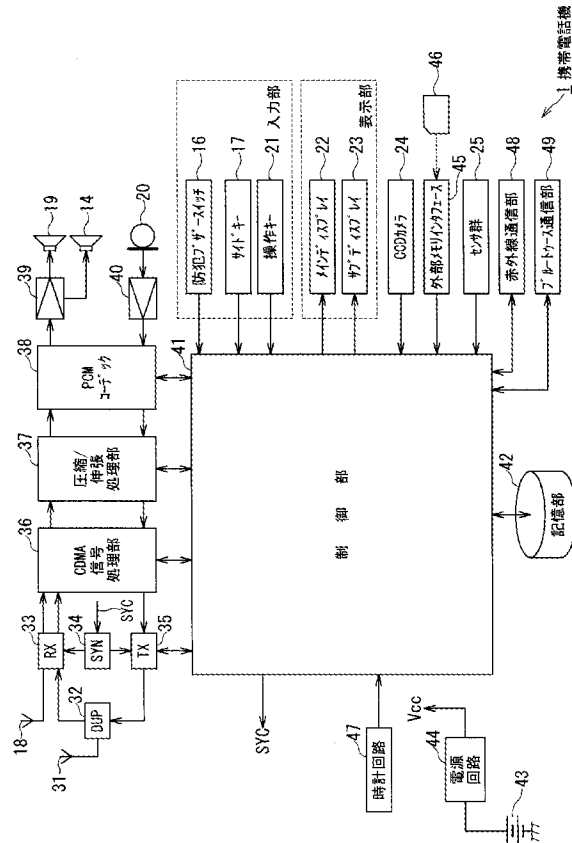 1 携帯電話機
18
31
32
DUP
33
RX
34
SYN
SYC
35
TX
36
CDMA
信号
処理部
37
圧縮/
伸張
処理部
38
PCM
コーデック
39
40
19
14
20
41
制御部
SYC
47
時計回路
Vcc
44
電源
回路
43
42
記憶部
入力部
防犯ブザースイッチ
16
サイドキー
17
操作キー
21
表示部
メインディスプレイ
22
サブディスプレイ
23
CCDカメラ
24
外部メモリインタフェース
45
46
センサ群
25
赤外線通信部
48
ブルートゥース通信部
49